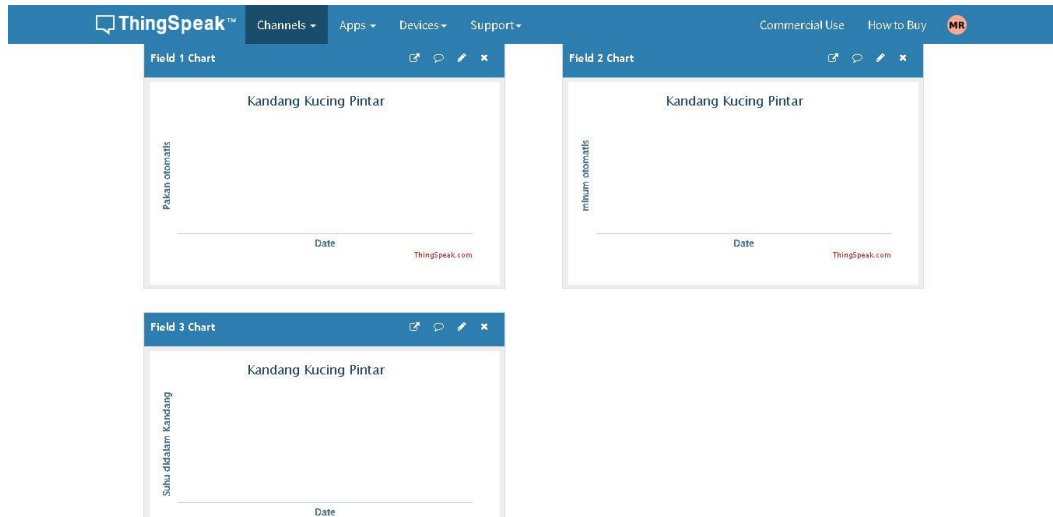 ThingSpeak™ Channels Apps Devices Support Commercial Use How to Buy MR
Field 1 Chart
Kandang Kucing Pintar
Pakan otomatis
Date
ThingSpeak.com
Field 2 Chart
Kandang Kucing Pintar
minum otomatis
Date
ThingSpeak.com
Field 3 Chart
Kandang Kucing Pintar
Suhu didalam Kandang
Date